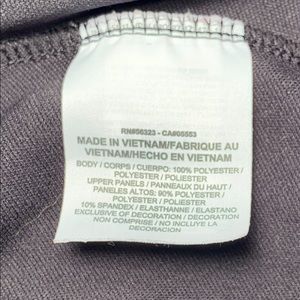 RN#56323 - CA#05553
MADE IN VIETNAM/FABRIQUE AU
VIETNAM/HECHO EN VIETNAM
BODY / CORPS / CUERPO: 100% POLYESTER /
POLYESTER / POLIESTER
UPPER PANELS / PANNEAUX DU HAUT /
PANELES ALTOS: 90% POLYESTER /
POLYESTER / POLIESTER
10% SPANDEX / ELASTHANNE / ELASTANO
EXCLUSIVE OF DECORATION / DECORATION
NON COMPRISE / NO INCLUYE LA
DECORACION